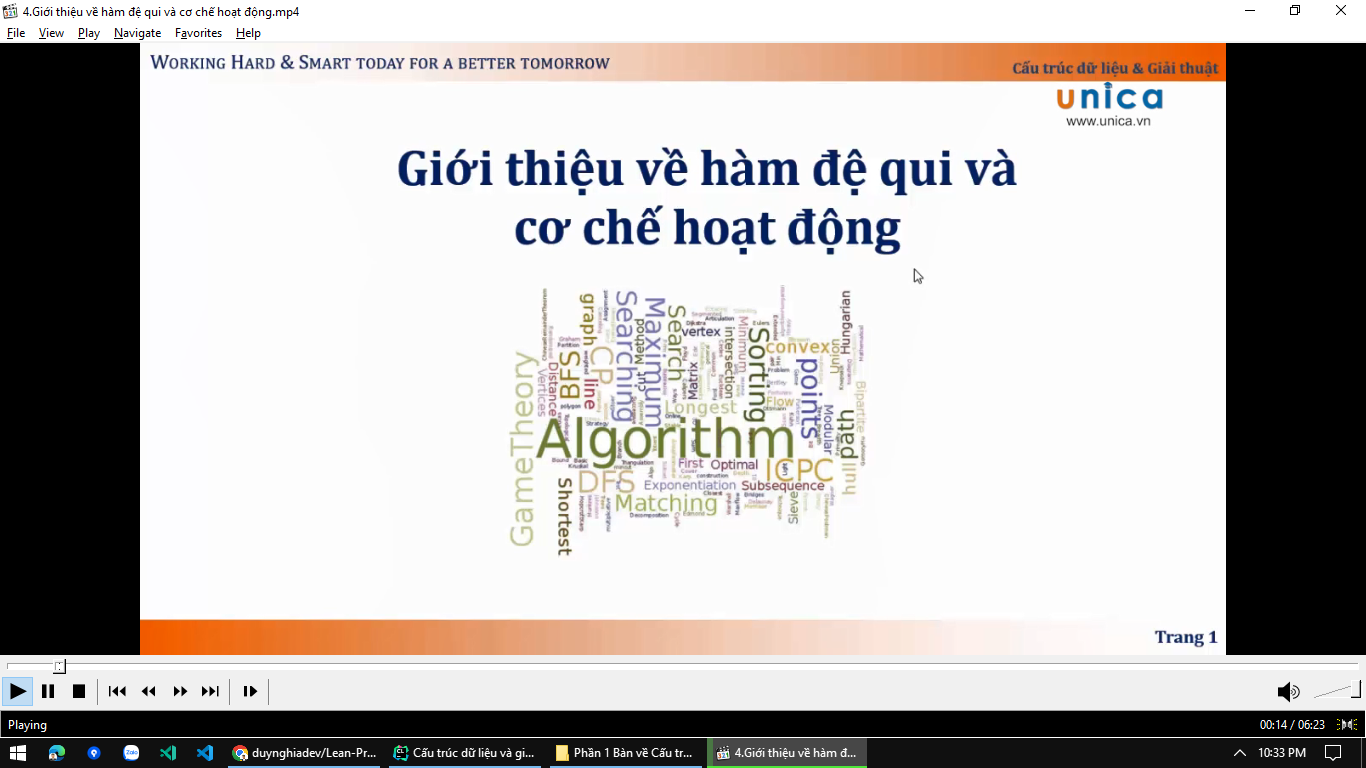 4.Giới thiệu về hàm đệ qui và cơ chế hoạt động.mp4
File View Play Navigate Favorites Help
WORKING HARD & SMART TODAY FOR A BETTER TOMORROW
Cấu trúc dữ liệu & Giải thuật
unica
www.unica.vn
Giới thiệu về hàm đệ qui và
cơ chế hoạt động
graph
Searching
Maximum
Search
Method
vertex
Matrix
intersection
Minimum
Sorting
convex
points
Union
Hungarian
BFS
CP
line
cut
Distance
Vertices
GameTheory
Longest
Flow
Modular
path
Bipartite
Algorithm
First
Optimal
ICPC
hull
DFS
Exponentiation
Subsequence
Shortest
Matching
Sieve
Trang 1
Playing
00:14 / 06:23
duynghiadev/Lean-Pr...
Cấu trúc dữ liệu và gi...
Phần 1 Bàn về Cấu tr...
4.Giới thiệu về hàm đ...
10:33 PM